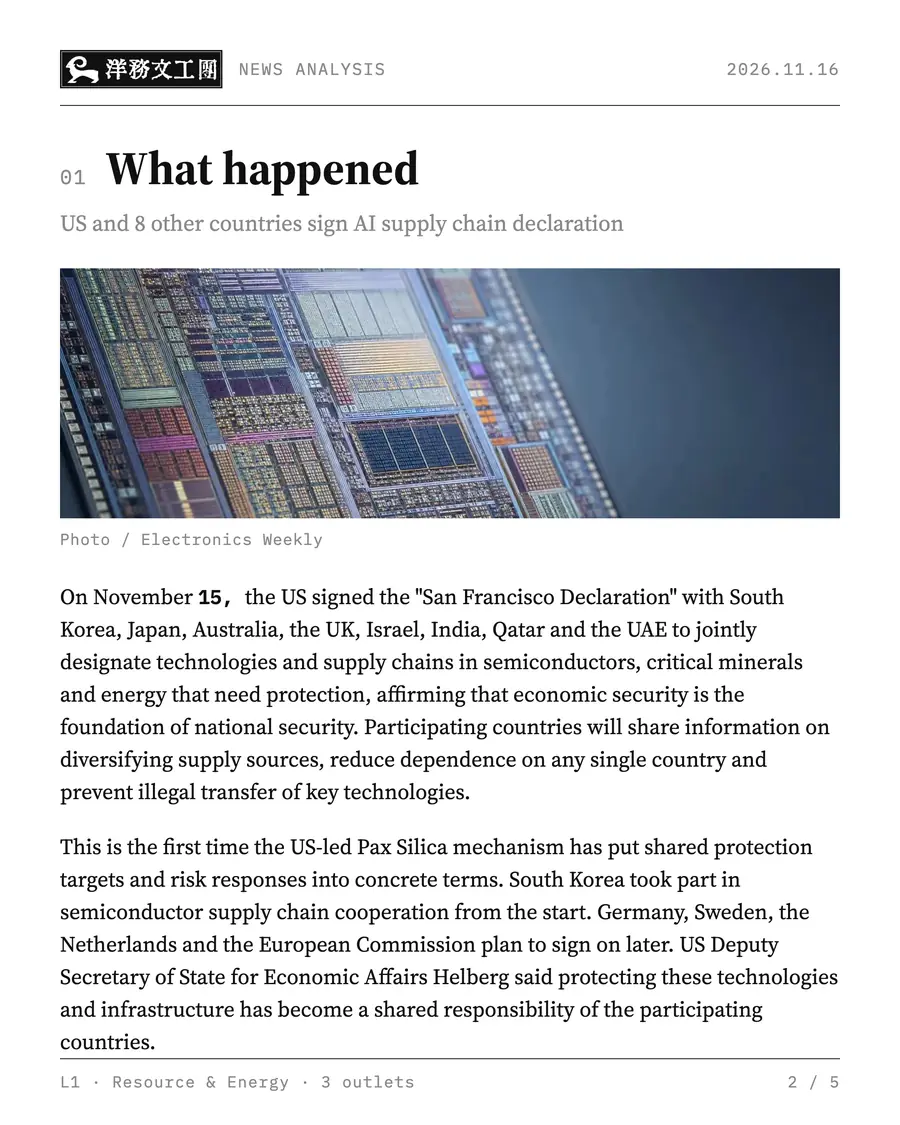 洋務文工團 NEWS ANALYSIS 2026.11.16
01 What happened
US and 8 other countries sign AI supply chain declaration
Photo / Electronics Weekly
On November 15, the US signed the "San Francisco Declaration" with South
Korea, Japan, Australia, the UK, Israel, India, Qatar and the UAE to jointly
designate technologies and supply chains in semiconductors, critical minerals
and energy that need protection, affirming that economic security is the
foundation of national security. Participating countries will share information on
diversifying supply sources, reduce dependence on any single country and
prevent illegal transfer of key technologies.
This is the first time the US-led Pax Silica mechanism has put shared protection
targets and risk responses into concrete terms. South Korea took part in
semiconductor supply chain cooperation from the start. Germany, Sweden, the
Netherlands and the European Commission plan to sign on later. US Deputy
Secretary of State for Economic Affairs Helberg said protecting these technologies
and infrastructure has become a shared responsibility of the participating
countries.
L1 · Resource & Energy · 3 outlets 2 / 5